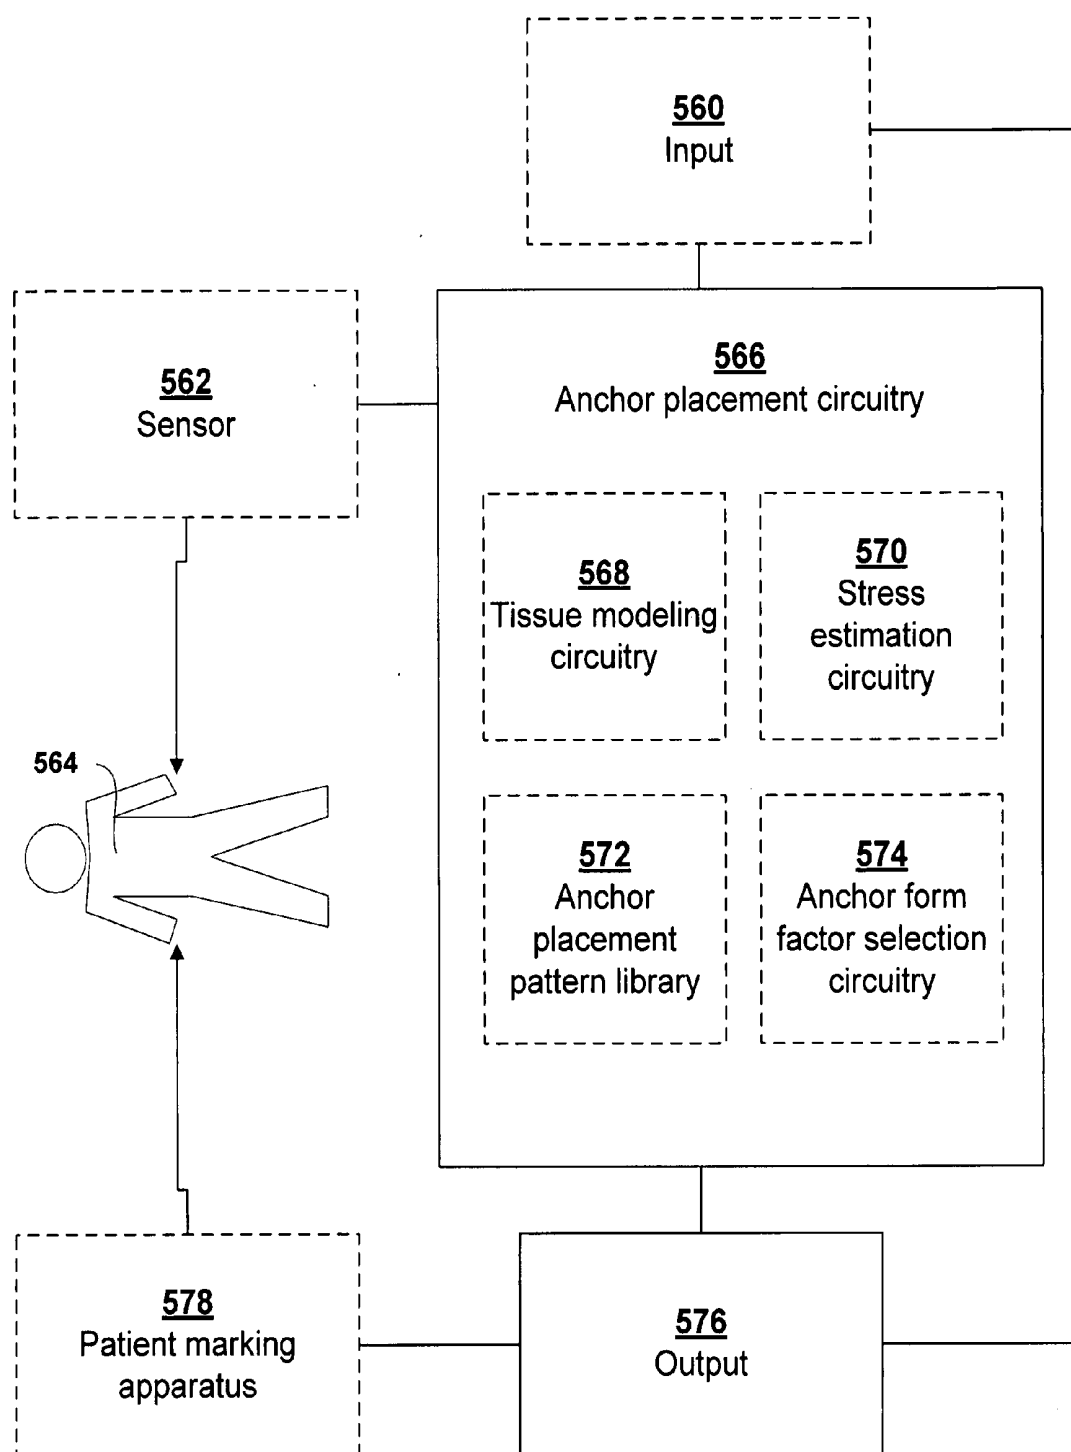 560
Input
562
Sensor
566
Anchor placement circuitry
568
Tissue modeling
circuitry
570
Stress
estimation
circuitry
564
572
Anchor
placement
pattern library
574
Anchor form
factor selection
circuitry
578
Patient marking
apparatus
576
Output